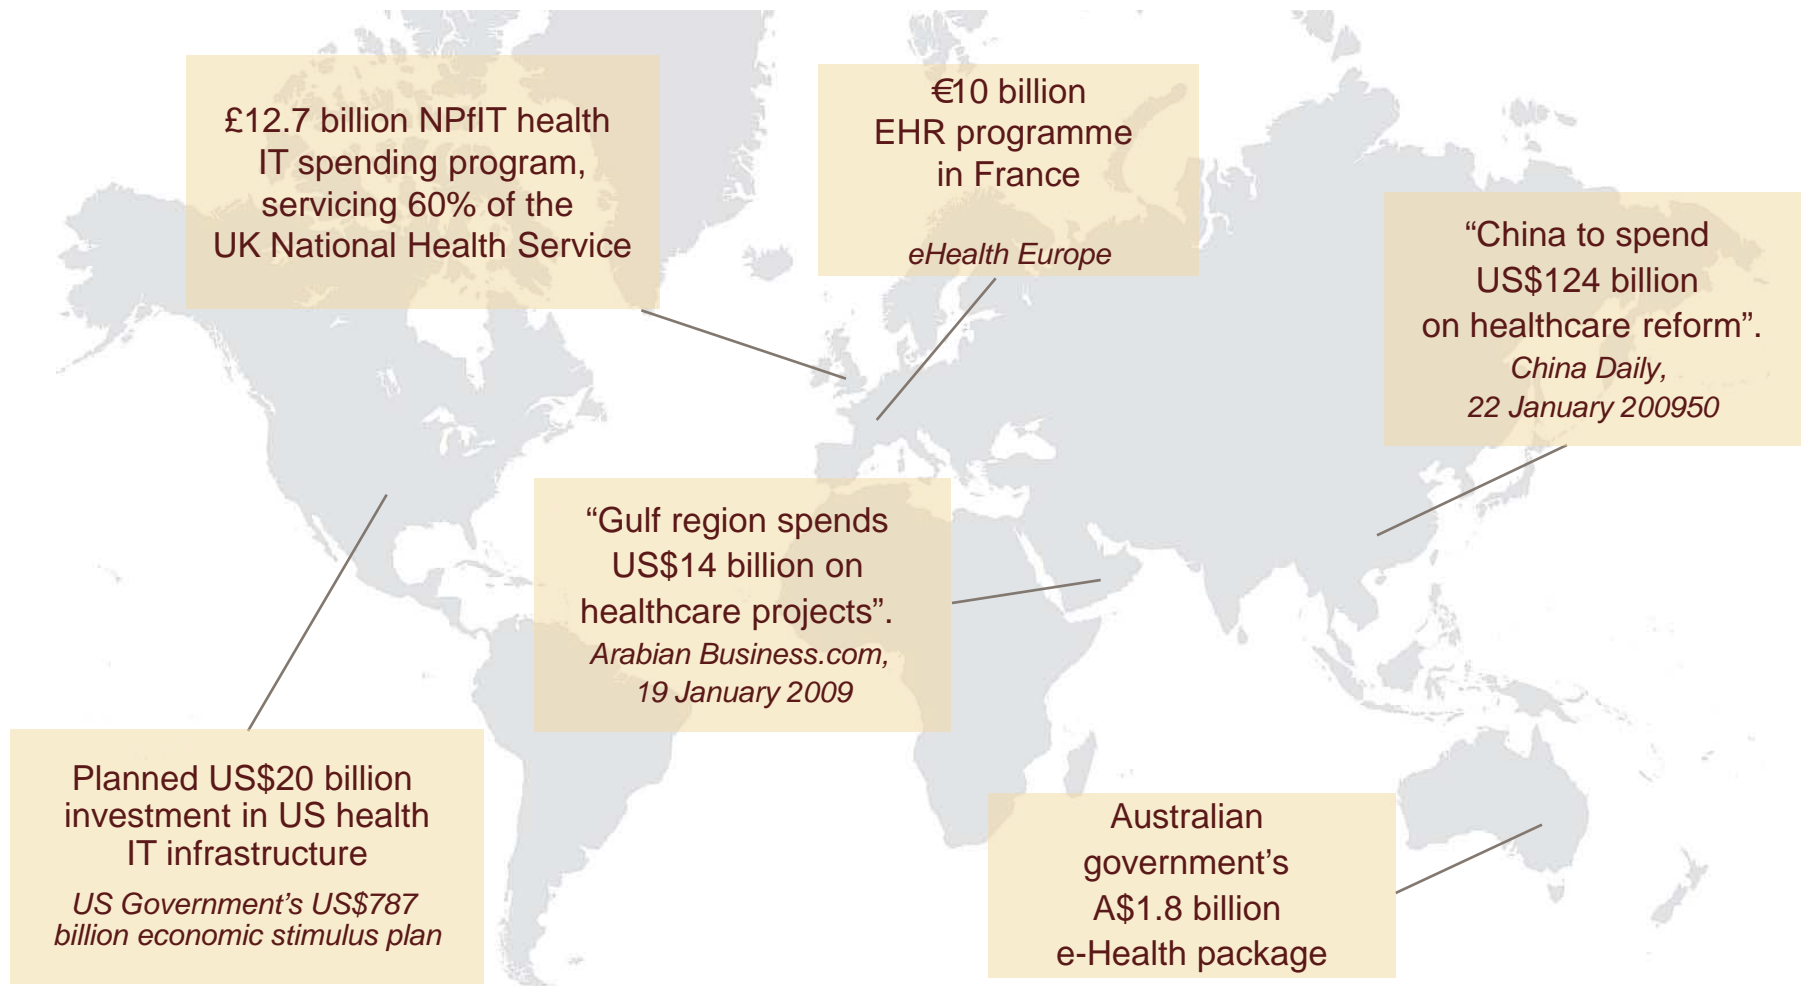 £12.7 billion NPfIT health
IT spending program,
servicing 60% of the
UK National Health Service
€10 billion
EHR programme
in France
eHealth Europe
“China to spend
US$124 billion
on healthcare reform”.
China Daily,
22 January 200950
“Gulf region spends
US$14 billion on
healthcare projects”.
Arabian Business.com,
19 January 2009
Planned US$20 billion
investment in US health
IT infrastructure
US Government’s US$787
billion economic stimulus plan
Australian
government’s
A$1.8 billion
e-Health package